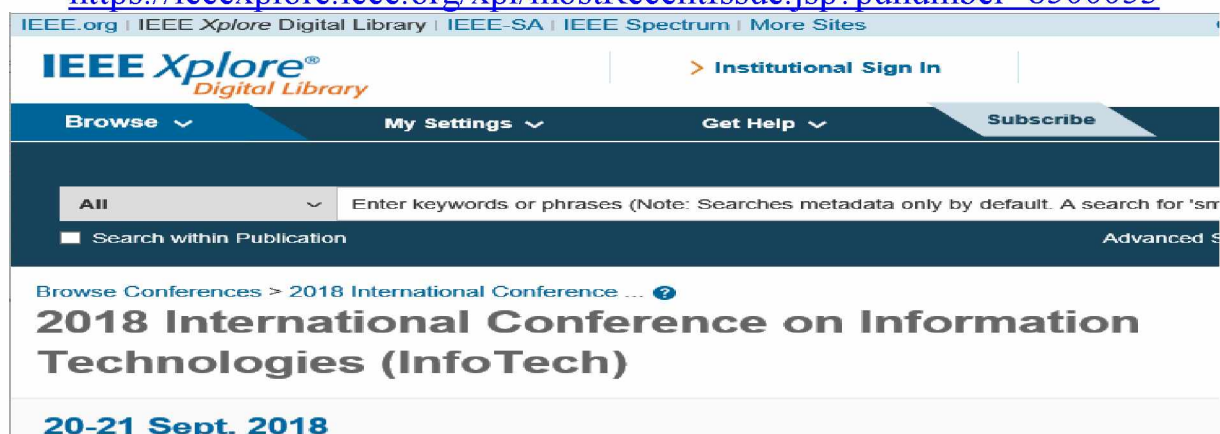 https://ieeexplore.ieee.org/xpl/mostRecentIssue.jsp?punumber=8500055
IEEE.org | IEEE Xplore Digital Library | IEEE-SA | IEEE Spectrum | More Sites
IEEE Xplore®
Digital Library
> Institutional Sign In
Browse My Settings Get Help Subscribe
All Enter keywords or phrases (Note: Searches metadata only by default. A search for 'sm
Search within Publication Advanced S
Browse Conferences > 2018 International Conference ... ?
2018 International Conference on Information
Technologies (InfoTech)
20-21 Sept. 2018